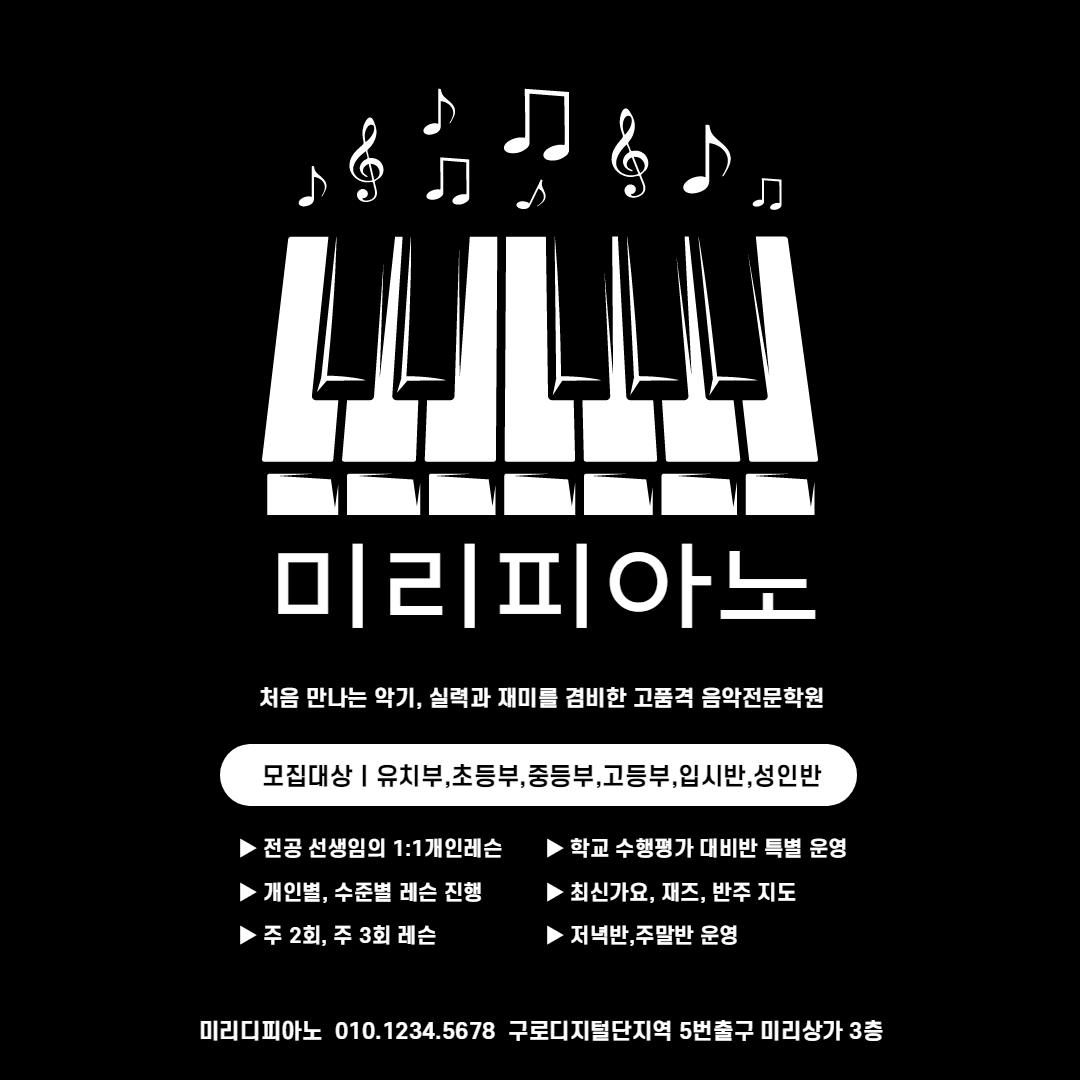 미리피아노
처음 만나는 악기, 실력과 재미를 겸비한 고품격 음악전문학원
모집대상ㅣ유치부,초등부,중등부,고등부,입시반,성인반
▶ 전공 선생임의 1:1개인레슨
▶ 개인별, 수준별 레슨 진행
▶ 주 2회, 주 3회 레슨
▶ 학교 수행평가 대비반 특별 운영
▶ 최신가요, 재즈, 반주 지도
▶ 저녁반,주말반 운영
미리디피아노 010.1234.5678 구로디지털단지역 5번출구 미리상가 3층